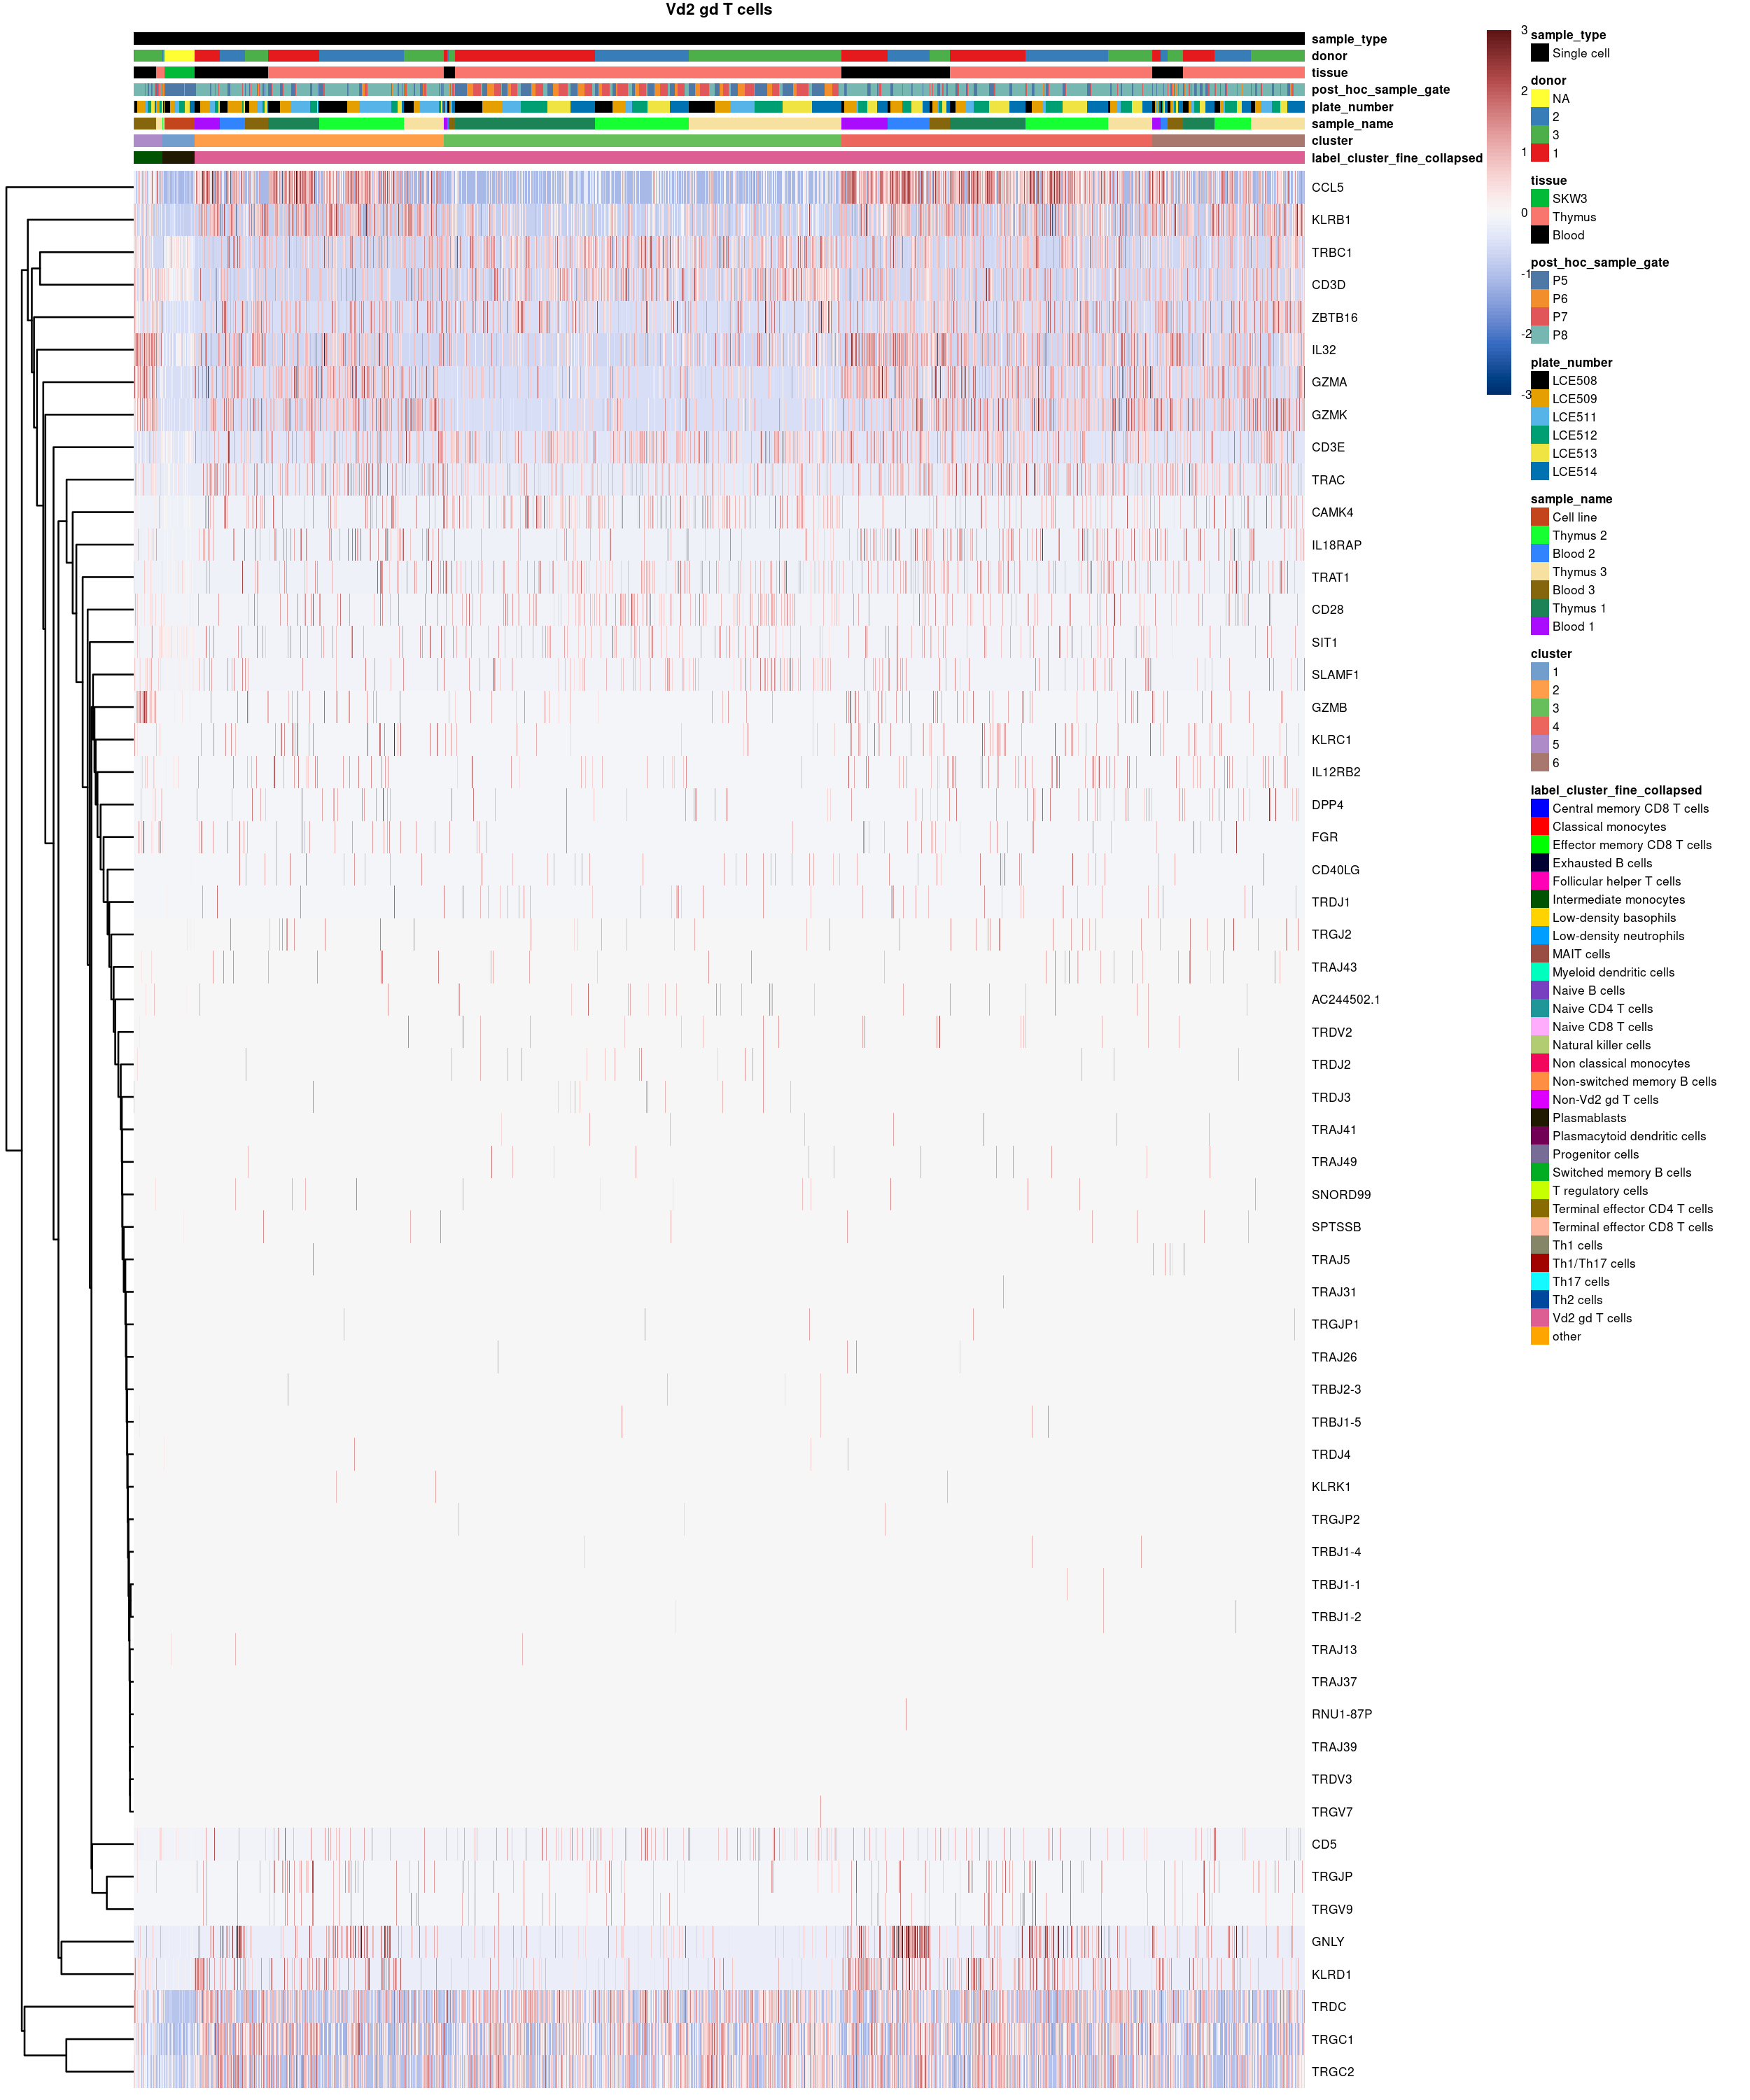 Vd2 gd T cells
sample_type
donor
tissue
post_hoc_sample_gate
plate_number
sample_name
cluster
label_cluster_fine_collapsed
CCL5
KLRB1
TRBC1
CD3D
ZBTB16
IL32
GZMA
GZMK
CD3E
TRAC
CAMK4
IL18RAP
TRAT1
CD28
SIT1
SLAMF1
GZMB
KLRC1
IL12RB2
DPP4
FGR
CD40LG
TRDJ1
TRGJ2
TRAJ43
AC244502.1
TRDV2
TRDJ2
TRDJ3
TRAJ41
TRAJ49
SNORD99
SPTSSB
TRAJ5
TRAJ31
TRGJP1
TRAJ26
TRBJ2-3
TRBJ1-5
TRDJ4
KLRK1
TRGJP2
TRBJ1-4
TRBJ1-1
TRBJ1-2
TRAJ13
TRAJ37
RNU1-87P
TRAJ39
TRDV3
TRGV7
CD5
TRGJP
TRGV9
GNLY
KLRD1
TRDC
TRGC1
TRGC2
3
2
1
0
-1
-2
-3
sample_type
Single cell
donor
NA
2
3
1
tissue
SKW3
Thymus
Blood
post_hoc_sample_gate
P5
P6
P7
P8
plate_number
LCE508
LCE509
LCE511
LCE512
LCE513
LCE514
sample_name
Cell line
Thymus 2
Blood 2
Thymus 3
Blood 3
Thymus 1
Blood 1
cluster
1
2
3
4
5
6
label_cluster_fine_collapsed
Central memory CD8 T cells
Classical monocytes
Effector memory CD8 T cells
Exhausted B cells
Follicular helper T cells
Intermediate monocytes
Low-density basophils
Low-density neutrophils
MAIT cells
Myeloid dendritic cells
Naive B cells
Naive CD4 T cells
Naive CD8 T cells
Natural killer cells
Non classical monocytes
Non-switched memory B cells
Non-Vd2 gd T cells
Plasmablasts
Plasmacytoid dendritic cells
Progenitor cells
Switched memory B cells
T regulatory cells
Terminal effector CD4 T cells
Terminal effector CD8 T cells
Th1 cells
Th1/Th17 cells
Th17 cells
Th2 cells
Vd2 gd T cells
other